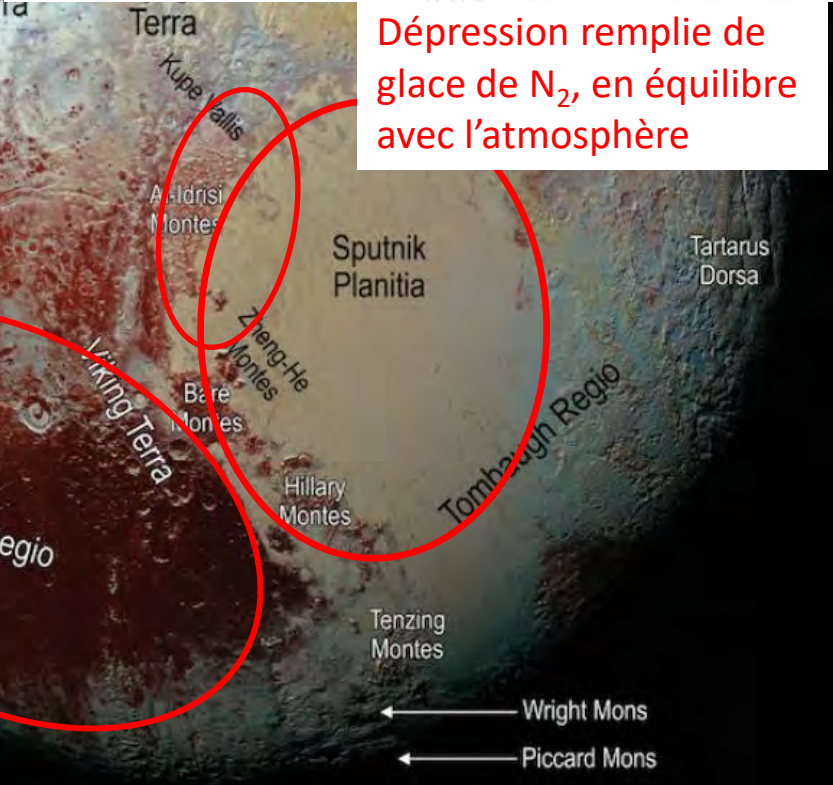 Terra
Dépression remplie de
glace de N₂, en équilibre
avec l’atmosphère
Kupe Vallis
Al-Idrisi
Montes
Sputnik
Planitia
Tartarus
Dorsa
Zheng-He
Montes
Viking Terra
Baré
Montes
Tombaugh Regio
Hillary
Montes
egio
Tenzing
Montes
Wright Mons
Piccard Mons